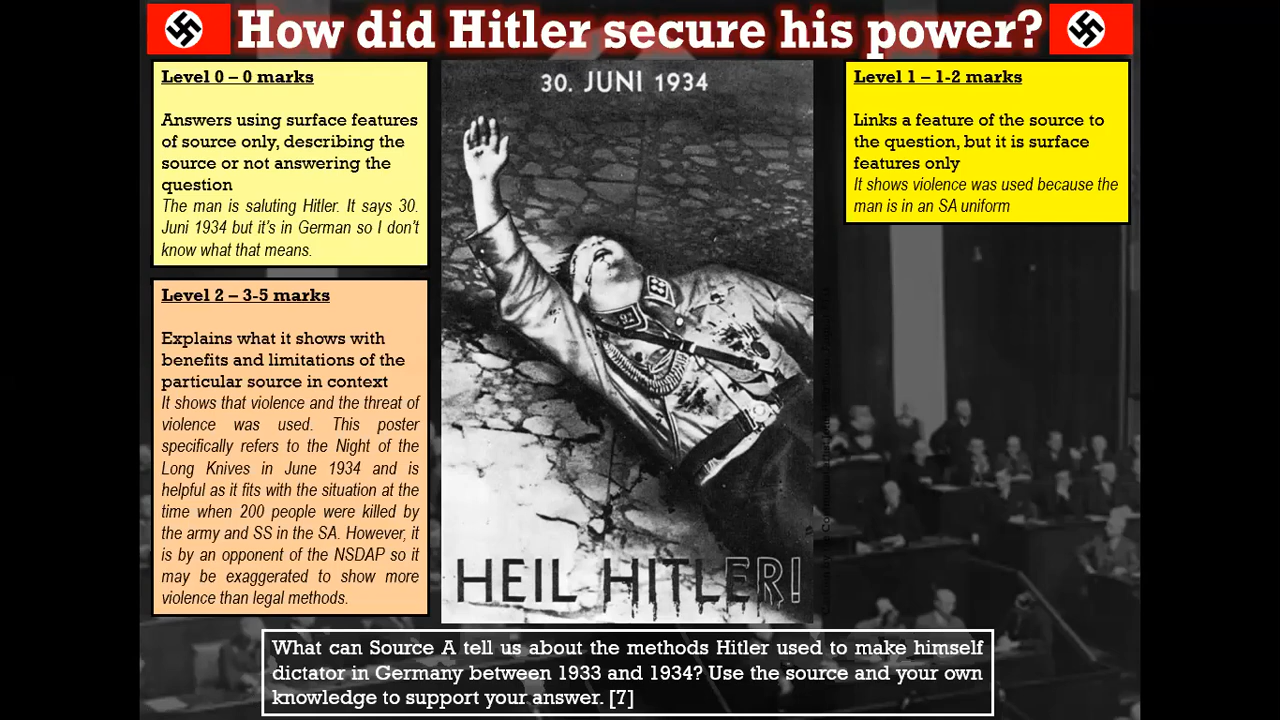 How did Hitler secure his power?
Level 0 – 0 marks
Answers using surface features
of source only, describing the
source or not answering the
question
The man is saluting Hitler. It says 30.
Juni 1934 but it's in German so I don't
know what that means.
Level 2 – 3-5 marks
Explains what it shows with
benefits and limitations of the
particular source in context
It shows that violence and the threat of
violence was used. This poster
specifically refers to the Night of the
Long Knives in June 1934 and is
helpful as it fits with the situation at the
time when 200 people were killed by
the army and SS in the SA. However, it
is by an opponent of the NSDAP so it
may be exaggerated to show more
violence than legal methods.
30. JUNI 1934
HEIL HITLER!
Level 1 – 1-2 marks
Links a feature of the source to
the question, but it is surface
features only
It shows violence was used because the
man is in an SA uniform
What can Source A tell us about the methods Hitler used to make himself
dictator in Germany between 1933 and 1934? Use the source and your own
knowledge to support your answer. [7]